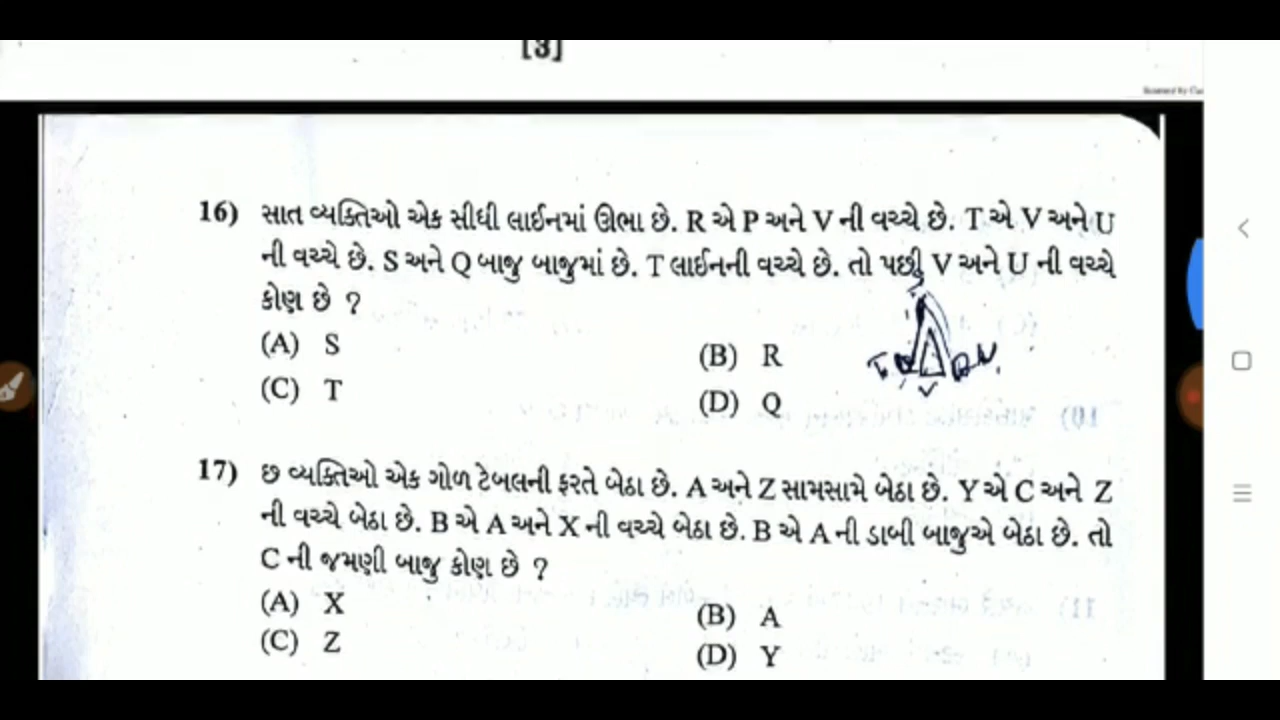 [3]
16) સાત વ્યક્તિઓ એક સીધી લાઈનમાં ઊભા છે. R એ P અને V ની વચ્ચે છે. T એ V અને U
ની વચ્ચે છે. S અને Q બાજુ બાજુમાં છે. T લાઈનની વચ્ચે છે. તો પછી V અને U ની વચ્ચે
કોણ છે ?
(A) S
(B) R
(C) T
(D) Q
17) છ વ્યક્તિઓ એક ગોળ ટેબલની ફરતે બેઠા છે. A અને Z સામસામે બેઠા છે. Y એ C અને Z
ની વચ્ચે બેઠા છે. B એ A અને X ની વચ્ચે બેઠા છે. B એ A ની ડાબી બાજુએ બેઠા છે. તો
C ની જમણી બાજુ કોણ છે ?
(A) X
(B) A
(C) Z
(D) Y